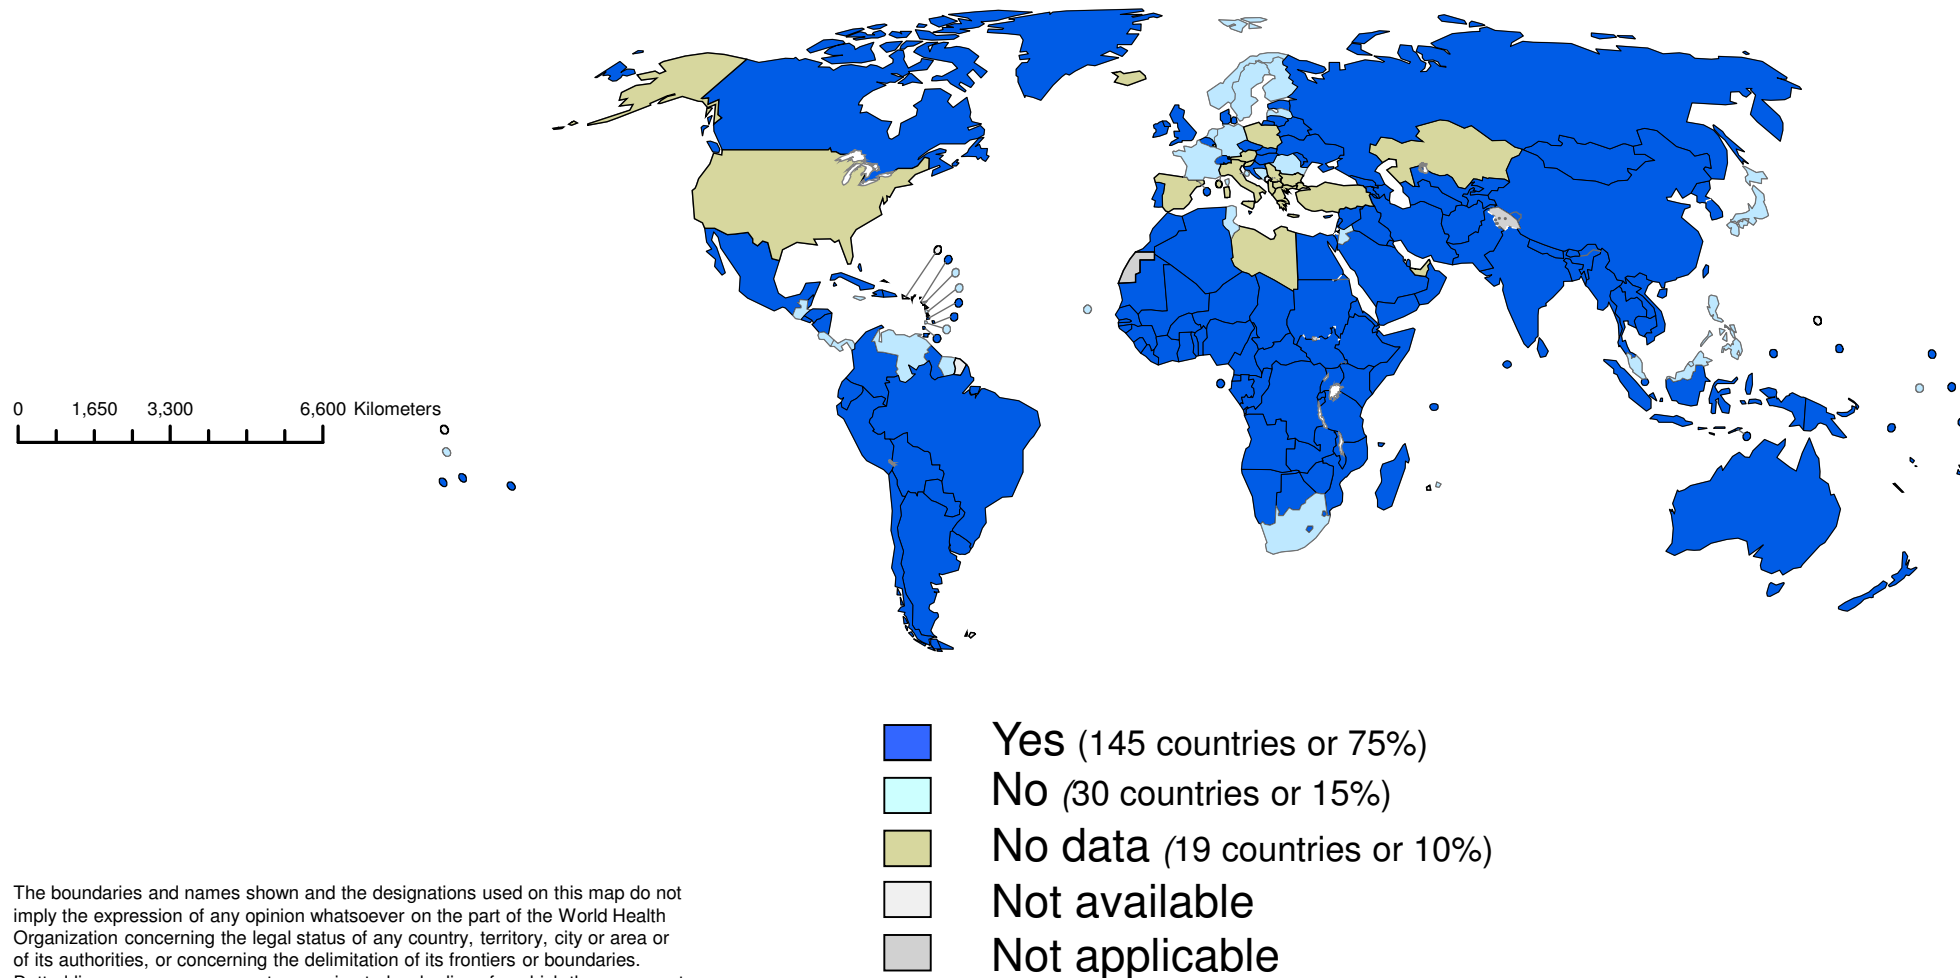 0 1,650 3,300 6,600 Kilometers
Yes (145 countries or 75%)
No (30 countries or 15%)
No data (19 countries or 10%)
Not available
Not applicable
The boundaries and names shown and the designations used on this map do not
imply the expression of any opinion whatsoever on the part of the World Health
Organization concerning the legal status of any country, territory, city or area or
of its authorities, or concerning the delimitation of its frontiers or boundaries.